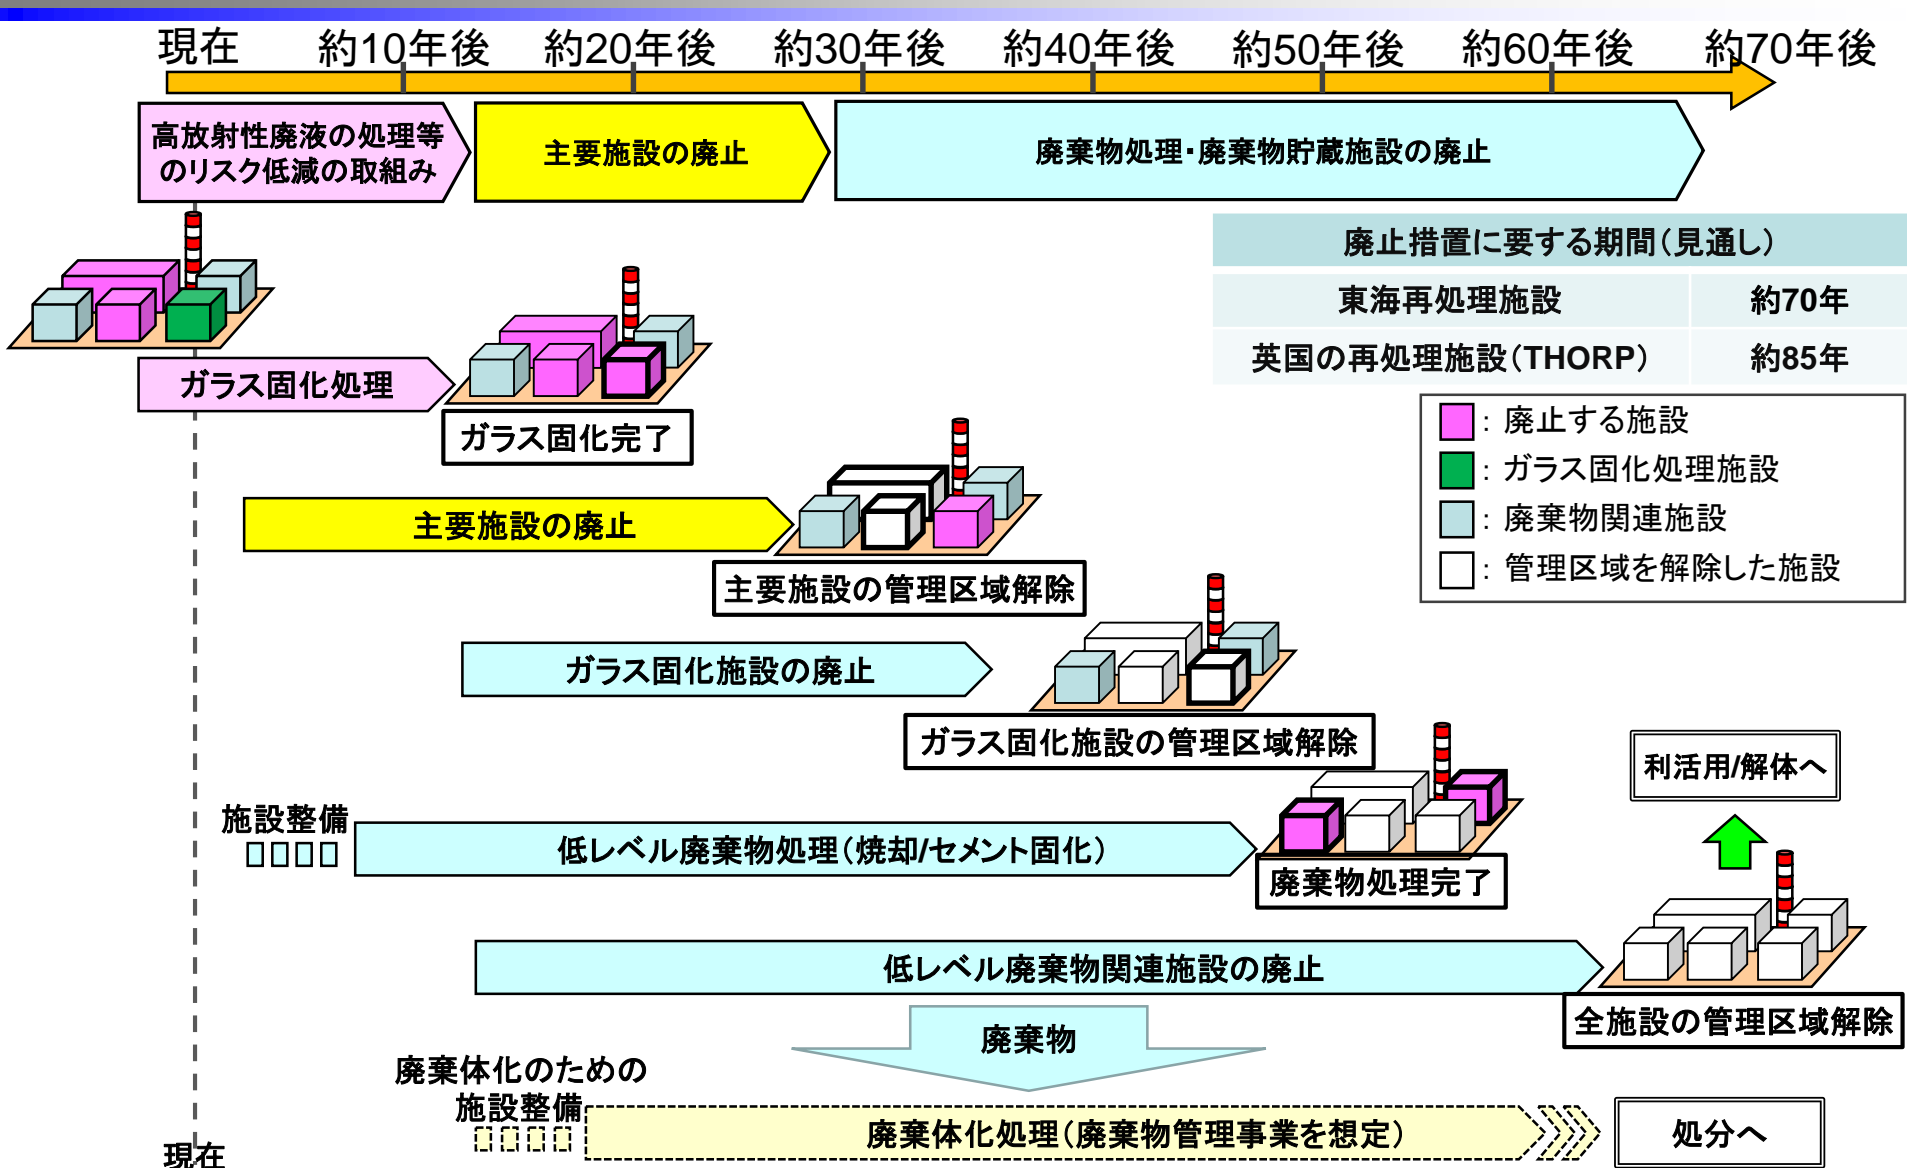 現在 約10年後 約20年後 約30年後 約40年後 約50年後 約60年後 約70年後
高放射性廃液の処理等
のリスク低減の取組み
主要施設の廃止
廃棄物処理・廃棄物貯蔵施設の廃止
廃止措置に要する期間(見通し)
東海再処理施設 約70年
英国の再処理施設(THORP) 約85年
ガラス固化処理
ガラス固化完了
:廃止する施設
:ガラス固化処理施設
:廃棄物関連施設
:管理区域を解除した施設
主要施設の廃止
主要施設の管理区域解除
ガラス固化施設の廃止
ガラス固化施設の管理区域解除
利活用/解体へ
施設整備
低レベル廃棄物処理(焼却/セメント固化)
廃棄物処理完了
低レベル廃棄物関連施設の廃止
全施設の管理区域解除
廃棄物
廃棄体化のための
施設整備
廃棄体化処理(廃棄物管理事業を想定)
処分へ
現在